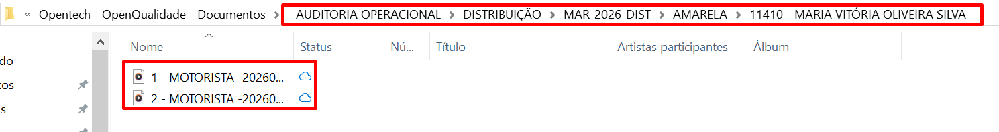 « Opentech - OpenQualidade - Documentos > - AUDITORIA OPERACIONAL > DISTRIBUIÇÃO > MAR-2026-DIST > AMARELA > 11410 - MARIA VITÓRIA OLIVEIRA SILVA
Nome Status Nú... Título Artistas participantes Álbum
do
1 - MOTORISTA -20260...
tos
2 - MOTORISTA -20260...
s